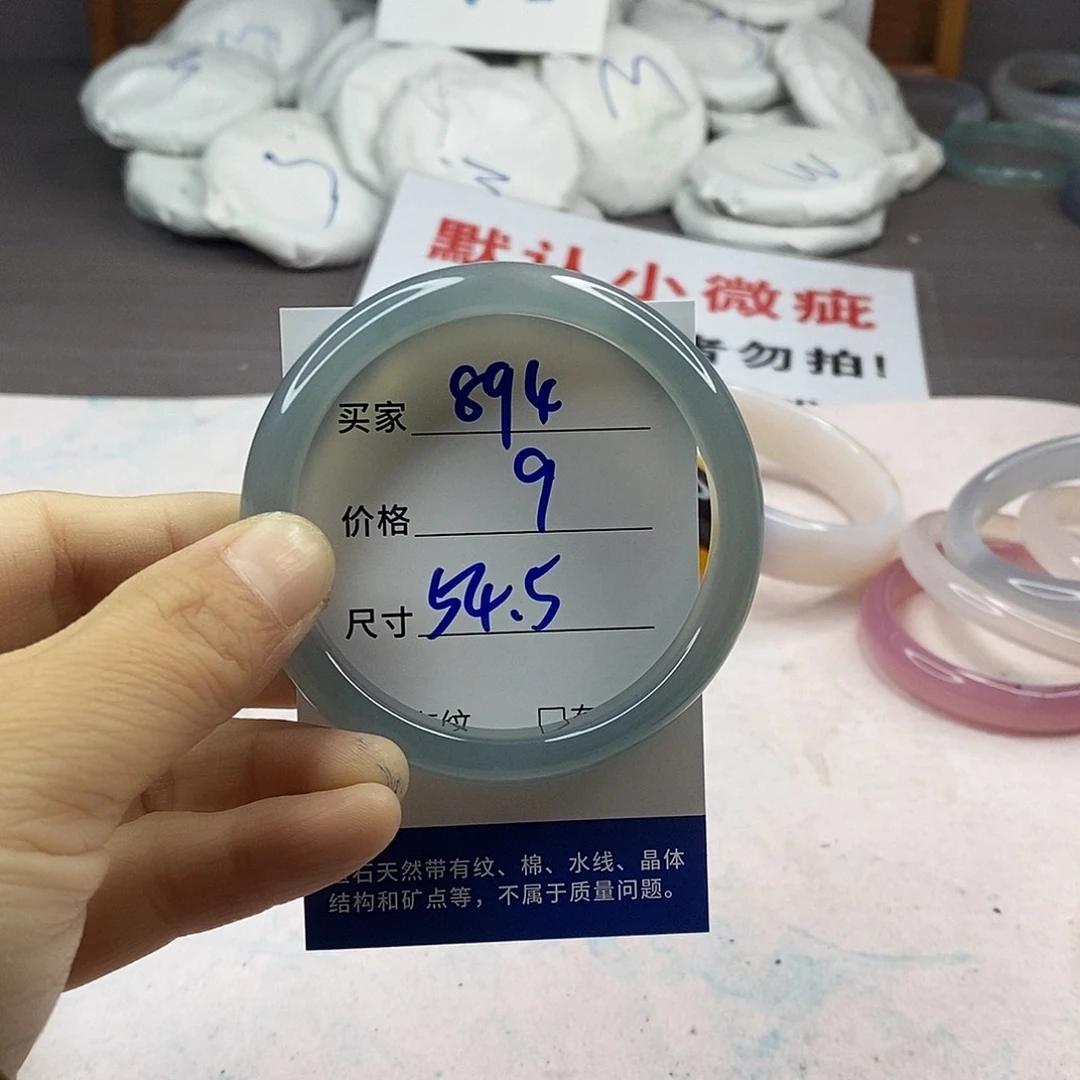 默认小微疵
勿拍!
买家 894
价格 9
尺寸 54.5
纹 □有
石天然带有纹、棉、水线、晶体
结构和矿点等，不属于质量问题。